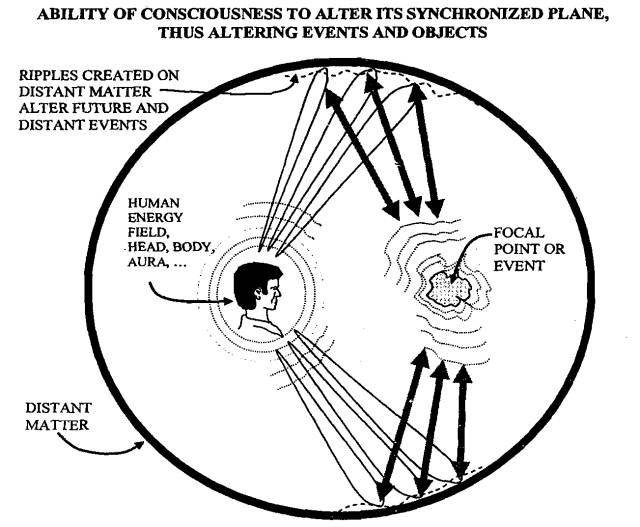 ABILITY OF CONSCIOUSNESS TO ALTER ITS SYNCHRONIZED PLANE,
THUS ALTERING EVENTS AND OBJECTS
RIPPLES CREATED ON
DISTANT MATTER
ALTER FUTURE AND
DISTANT EVENTS
HUMAN
ENERGY
FIELD,
HEAD, BODY,
AURA, ...
FOCAL
POINT OR
EVENT
DISTANT
MATTER